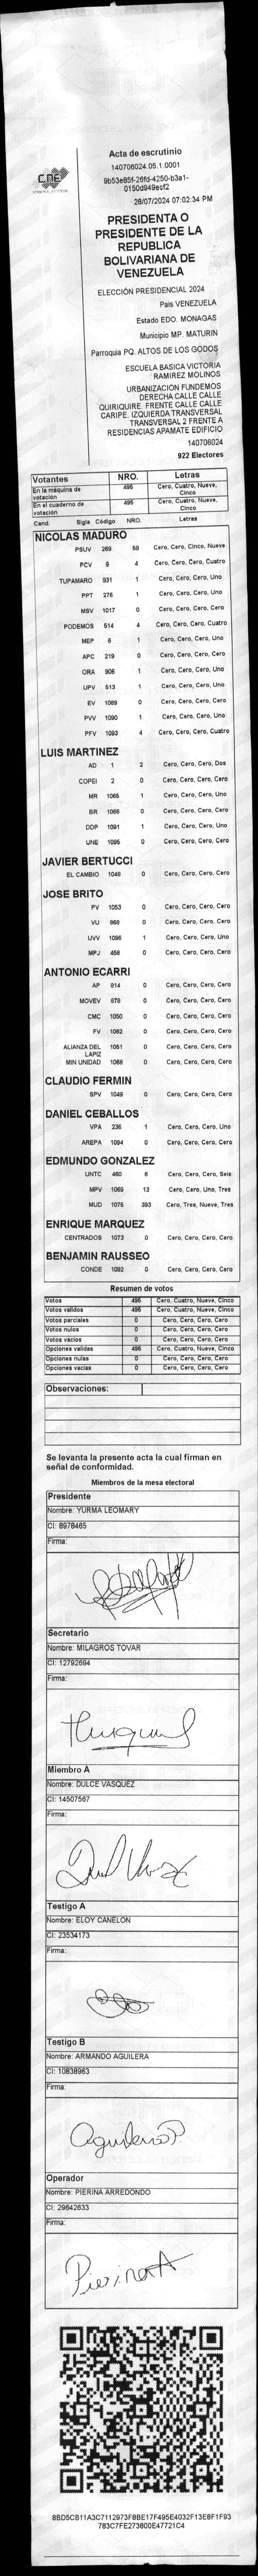 Acta de escrutinio
140706024.05.1.0001
9b53e85f-26fd-4250-b3a1-
0150d949ecf2
28/07/2024 07:02:34 PM
CNE
PRESIDENTA O
PRESIDENTE DE LA
REPUBLICA
BOLIVARIANA DE
VENEZUELA
ELECCIÓN PRESIDENCIAL 2024
Pais VENEZUELA
Estado EDO. MONAGAS
Municipio MP. MATURIN
Parroquia PQ. ALTOS DE LOS GODOS
ESCUELA BASICA VICTORIA
RAMIREZ MOLINOS
URBANIZACION FUNDEMOS
DERECHA CALLE CALLE
QUIRIQUIRE. FRENTE CALLE CALLE
CARIPE. IZQUIERDA TRANSVERSAL
TRANSVERSAL 2 FRENTE A
RESIDENCIAS APAMATE EDIFICIO
140706024
922 Electores
Votantes NRO. Letras
En la máquina de votación 495 Cero, Cuatro, Nueve, Cinco
En el cuaderno de votación 495 Cero, Cuatro, Nueve, Cinco
Cand. Sigla Código NRO. Letras
NICOLAS MADURO
PSUV 269 59 Cero, Cero, Cinco, Nueve
PCV 9 4 Cero, Cero, Cero, Cuatro
TUPAMARO 931 1 Cero, Cero, Cero, Uno
PPT 276 1 Cero, Cero, Cero, Uno
MSV 1017 0 Cero, Cero, Cero, Cero
PODEMOS 514 4 Cero, Cero, Cero, Cuatro
MEP 6 1 Cero, Cero, Cero, Uno
APC 219 0 Cero, Cero, Cero, Cero
ORA 906 1 Cero, Cero, Cero, Uno
UPV 513 1 Cero, Cero, Cero, Uno
EV 1089 0 Cero, Cero, Cero, Cero
PVV 1090 1 Cero, Cero, Cero, Uno
PFV 1093 4 Cero, Cero, Cero, Cuatro
LUIS MARTINEZ
AD 1 2 Cero, Cero, Cero, Dos
COPEI 2 0 Cero, Cero, Cero, Cero
MR 1065 1 Cero, Cero, Cero, Uno
BR 1066 0 Cero, Cero, Cero, Cero
DDP 1091 1 Cero, Cero, Cero, Uno
UNE 1095 0 Cero, Cero, Cero, Cero
JAVIER BERTUCCI
EL CAMBIO 1048 0 Cero, Cero, Cero, Cero
JOSE BRITO
PV 1053 0 Cero, Cero, Cero, Cero
VU 868 0 Cero, Cero, Cero, Cero
UVV 1096 1 Cero, Cero, Cero, Uno
MPJ 458 0 Cero, Cero, Cero, Cero
ANTONIO ECARRI
AP 814 0 Cero, Cero, Cero, Cero
MOVEV 878 0 Cero, Cero, Cero, Cero
CMC 1050 0 Cero, Cero, Cero, Cero
FV 1062 0 Cero, Cero, Cero, Cero
ALIANZA DEL LAPIZ 1051 0 Cero, Cero, Cero, Cero
MIN UNIDAD 1068 0 Cero, Cero, Cero, Cero
CLAUDIO FERMIN
SPV 1049 0 Cero, Cero, Cero, Cero
DANIEL CEBALLOS
VPA 236 1 Cero, Cero, Cero, Uno
AREPA 1094 0 Cero, Cero, Cero, Cero
EDMUNDO GONZALEZ
UNTC 460 6 Cero, Cero, Cero, Seis
MPV 1069 13 Cero, Cero, Uno, Tres
MUD 1075 393 Cero, Tres, Nueve, Tres
ENRIQUE MARQUEZ
CENTRADOS 1073 0 Cero, Cero, Cero, Cero
BENJAMIN RAUSSEO
CONDE 1092 0 Cero, Cero, Cero, Cero
Resumen de votos
Votos 495 Cero, Cuatro, Nueve, Cinco
Votos validos 495 Cero, Cuatro, Nueve, Cinco
Votos parciales 0 Cero, Cero, Cero, Cero
Votos nulos 0 Cero, Cero, Cero, Cero
Votos vacios 0 Cero, Cero, Cero, Cero
Opciones validas 495 Cero, Cuatro, Nueve, Cinco
Opciones nulas 0 Cero, Cero, Cero, Cero
Opciones vacias 0 Cero, Cero, Cero, Cero
Observaciones:
Se levanta la presente acta la cual firman en
señal de conformidad.
Miembros de la mesa electoral
Presidente
Nombre: YURMA LEOMARY
CI: 8978465
Firma:
Secretario
Nombre: MILAGROS TOVAR
CI: 12792694
Firma:
Miembro A
Nombre: DULCE VASQUEZ
CI: 14507567
Firma:
Testigo A
Nombre: ELOY CANELON
CI: 23534173
Firma:
Testigo B
Nombre: ARMANDO AGUILERA
CI: 10838963
Firma:
Aguilera P.
Operador
Nombre: PIERINA ARREDONDO
CI: 29642633
Firma:
Pierina A
8BD5CB11A3C7112973F8BE17F495E4032F13E8F1F93
783C7FE273800E47721C4